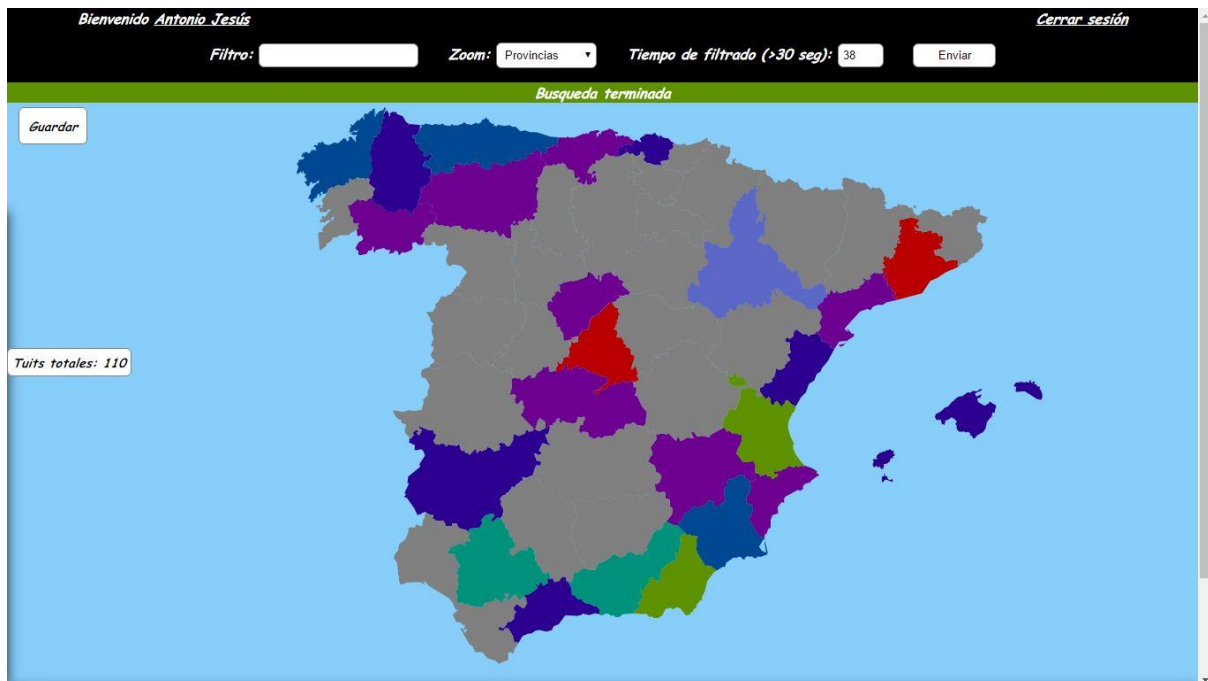 Bienvenido Antonio Jesús
Cerrar sesión
Filtro:
Zoom: Provincias
Tiempo de filtrado (>30 seg): 38
Enviar
Busqueda terminada
Guardar
Tuits totales: 110